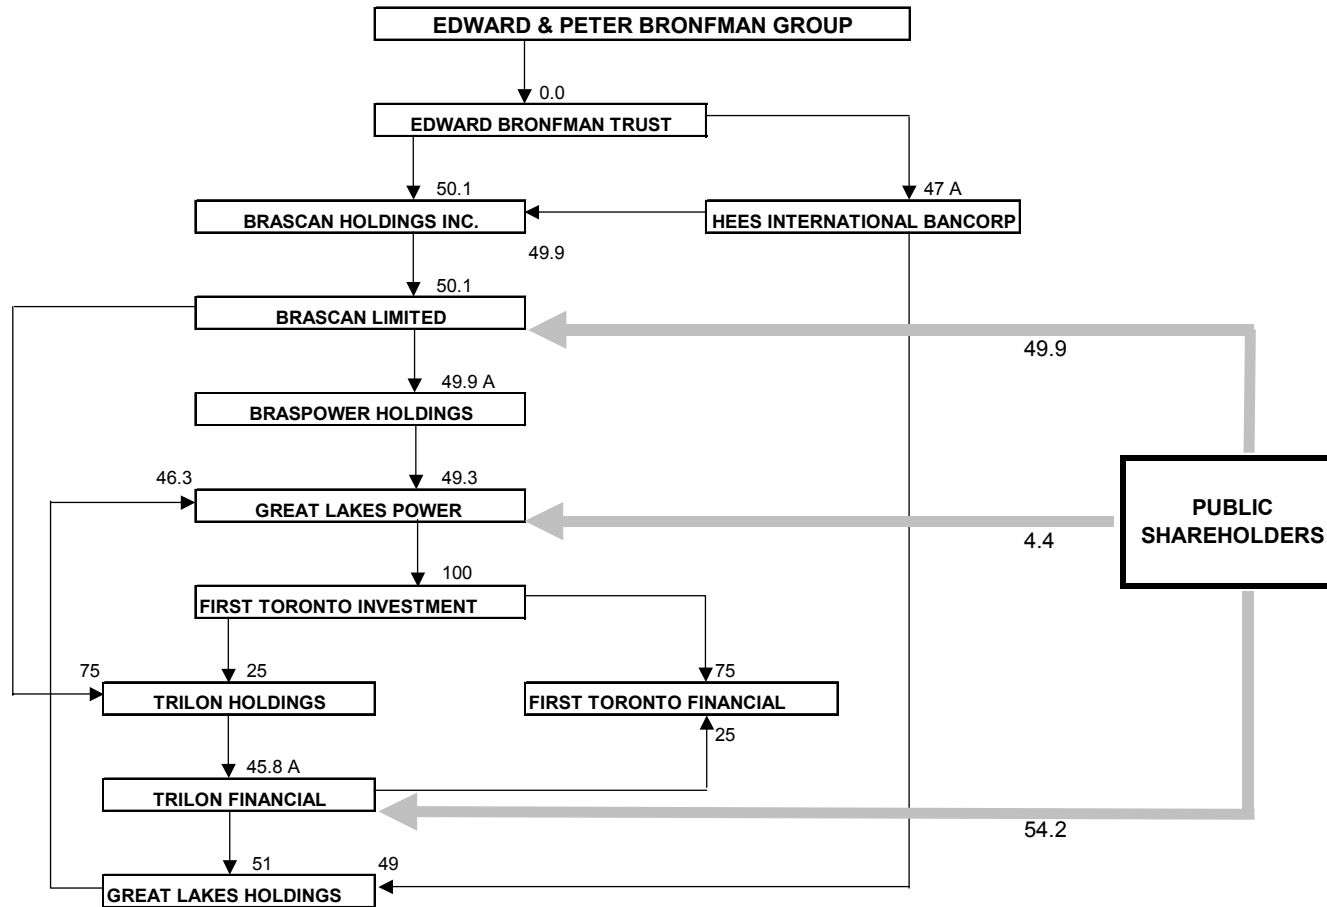 EDWARD & PETER BRONFMAN GROUP
0.0
EDWARD BRONFMAN TRUST
50.1
47 A
BRASCAN HOLDINGS INC.
HEES INTERNATIONAL BANCORP
49.9
50.1
BRASCAN LIMITED
49.9
49.9 A
BRASPOWER HOLDINGS
46.3
49.3
GREAT LAKES POWER
PUBLIC
SHAREHOLDERS
4.4
100
FIRST TORONTO INVESTMENT
75
25
75
TRILON HOLDINGS
FIRST TORONTO FINANCIAL
25
45.8 A
TRILON FINANCIAL
54.2
51
49
GREAT LAKES HOLDINGS